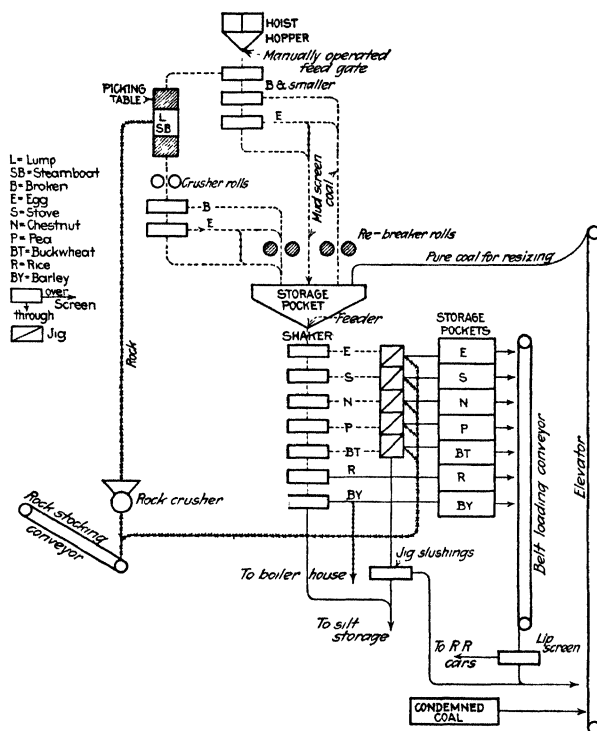 HOIST
HOPPER
Manually operated
feed gate
B & smaller
PICKING
TABLE
L
SB
E
L = Lump
SB = Steamboat
B = Broken
E = Egg
S = Stove
N = Chestnut
P = Pea
BT = Buckwheat
R = Rice
BY = Barley
over
Screen
through
Jig
Crusher rolls
B
E
Mud screen
coal
Re-breaker rolls
Pure coal for resizing
STORAGE
POCKET
Feeder
SHAKER
STORAGE
POCKETS
E
S
N
P
BT
R
BY
E
S
N
P
BT
R
BY
Rock
Rock crusher
Rock stocking
conveyor
To boiler house
Jig slushings
To silt
storage
Belt loading conveyor
Elevator
To RR
cars
Lip
screen
CONDEMNED
COAL